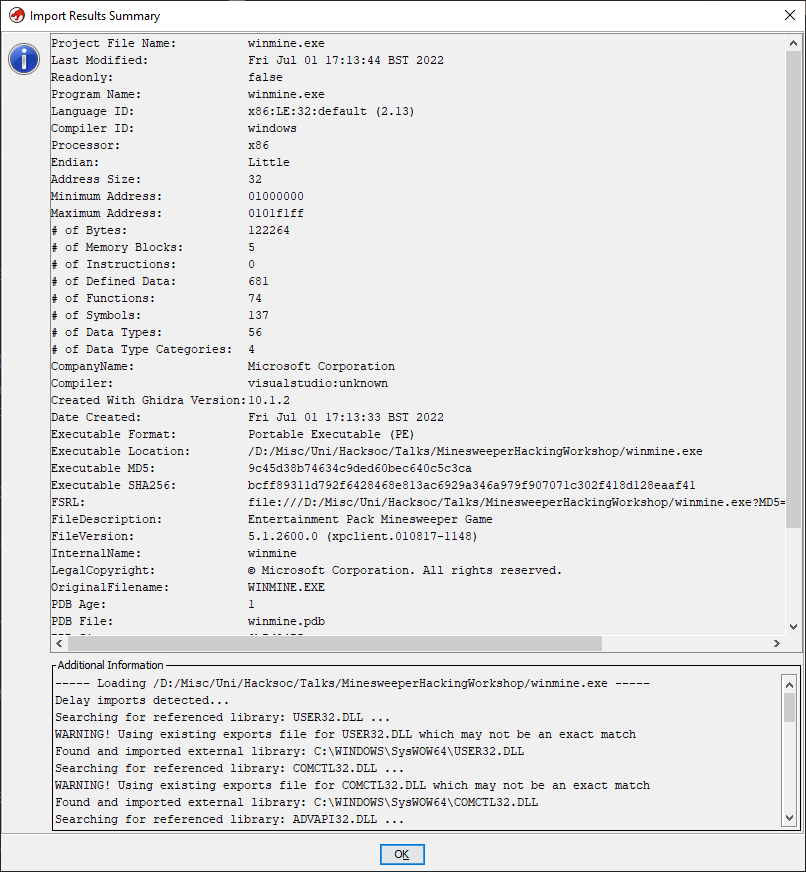 Import Results Summary
Project File Name: winmine.exe
Last Modified: Fri Jul 01 17:13:44 BST 2022
Readonly: false
Program Name: winmine.exe
Language ID: x86:LE:32:default (2.13)
Compiler ID: windows
Processor: x86
Endian: Little
Address Size: 32
Minimum Address: 01000000
Maximum Address: 0101f1ff
# of Bytes: 122264
# of Memory Blocks: 5
# of Instructions: 0
# of Defined Data: 681
# of Functions: 74
# of Symbols: 137
# of Data Types: 56
# of Data Type Categories: 4
CompanyName: Microsoft Corporation
Compiler: visualstudio:unknown
Created With Ghidra Version: 10.1.2
Date Created: Fri Jul 01 17:13:33 BST 2022
Executable Format: Portable Executable (PE)
Executable Location: /D:/Misc/Uni/Hacksoc/Talks/MinesweeperHackingWorkshop/winmine.exe
Executable MD5: 9c45d38b74634c9ded60bec640c5c3ca
Executable SHA256: bcff89311d792f6428468e813ac6929a346a979f907071c302f418d128eaaf41
FSRL: file:///D:/Misc/Uni/Hacksoc/Talks/MinesweeperHackingWorkshop/winmine.exe?MD5=
FileDescription: Entertainment Pack Minesweeper Game
FileVersion: 5.1.2600.0 (xpclient.010817-1148)
InternalName: winmine
LegalCopyright: © Microsoft Corporation. All rights reserved.
OriginalFilename: WINMINE.EXE
PDB Age: 1
PDB File: winmine.pdb
Additional Information
----- Loading /D:/Misc/Uni/Hacksoc/Talks/MinesweeperHackingWorkshop/winmine.exe -----
Delay imports detected...
Searching for referenced library: USER32.DLL ...
WARNING! Using existing exports file for USER32.DLL which may not be an exact match
Found and imported external library: C:\WINDOWS\SysWOW64\USER32.DLL
Searching for referenced library: COMCTL32.DLL ...
WARNING! Using existing exports file for COMCTL32.DLL which may not be an exact match
Found and imported external library: C:\WINDOWS\SysWOW64\COMCTL32.DLL
Searching for referenced library: ADVAPI32.DLL ...
OK